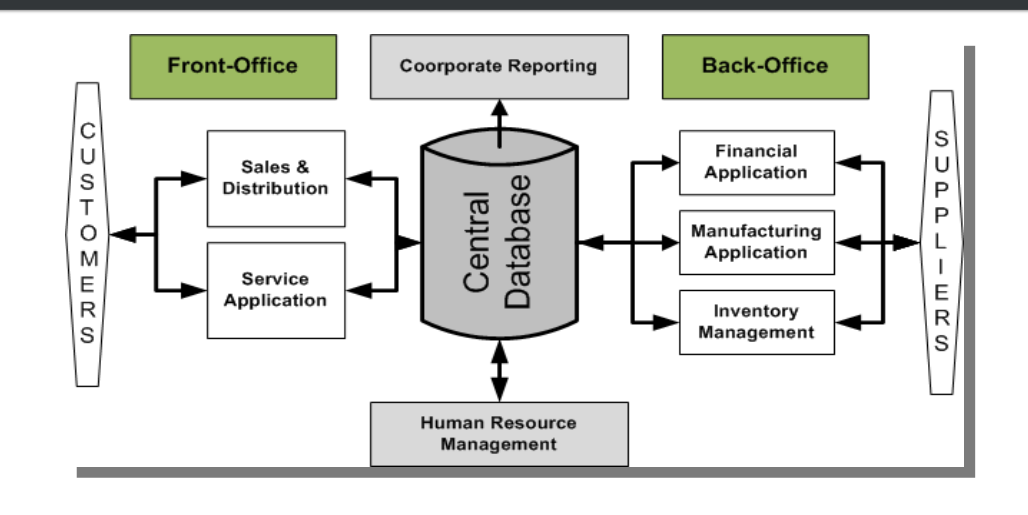 Front-Office
Coorporate Reporting
Back-Office
CUSTOMERS
Sales &
Distribution
Service
Application
Central
Database
Financial
Application
Manufacturing
Application
Inventory
Management
SUPPLIERS
Human Resource
Management